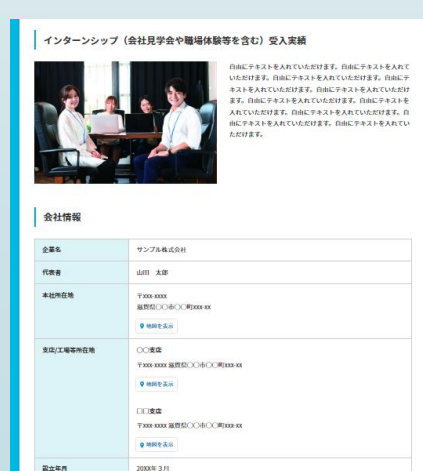 インターンシップ（会社見学会や職場体験等を含む）受入実績
自由にテキストを入れていただけます。自由にテキストを入れて
いただけます。自由にテキストを入れていただけます。自由にテ
キストを入れていただけます。自由にテキストを入れていただけ
ます。自由にテキストを入れていただけます。自由にテキストを
入れていただけます。自由にテキストを入れていただけます。自
由にテキストを入れていただけます。自由にテキストを入れてい
ただけます。
会社情報
企業名 サンプル株式会社
代表者 山田 太郎
本社所在地 〒xxx-xxxx
滋賀県○○市○○町xxx-xx
地図を表示
支店/工場等所在地 ○○支店
〒xxx-xxxx 滋賀県○○市○○町xxx-xx
地図を表示
□□支店
〒xxx-xxxx 滋賀県○○市○○町xxx-xx
地図を表示
設立年月 20XX年３月